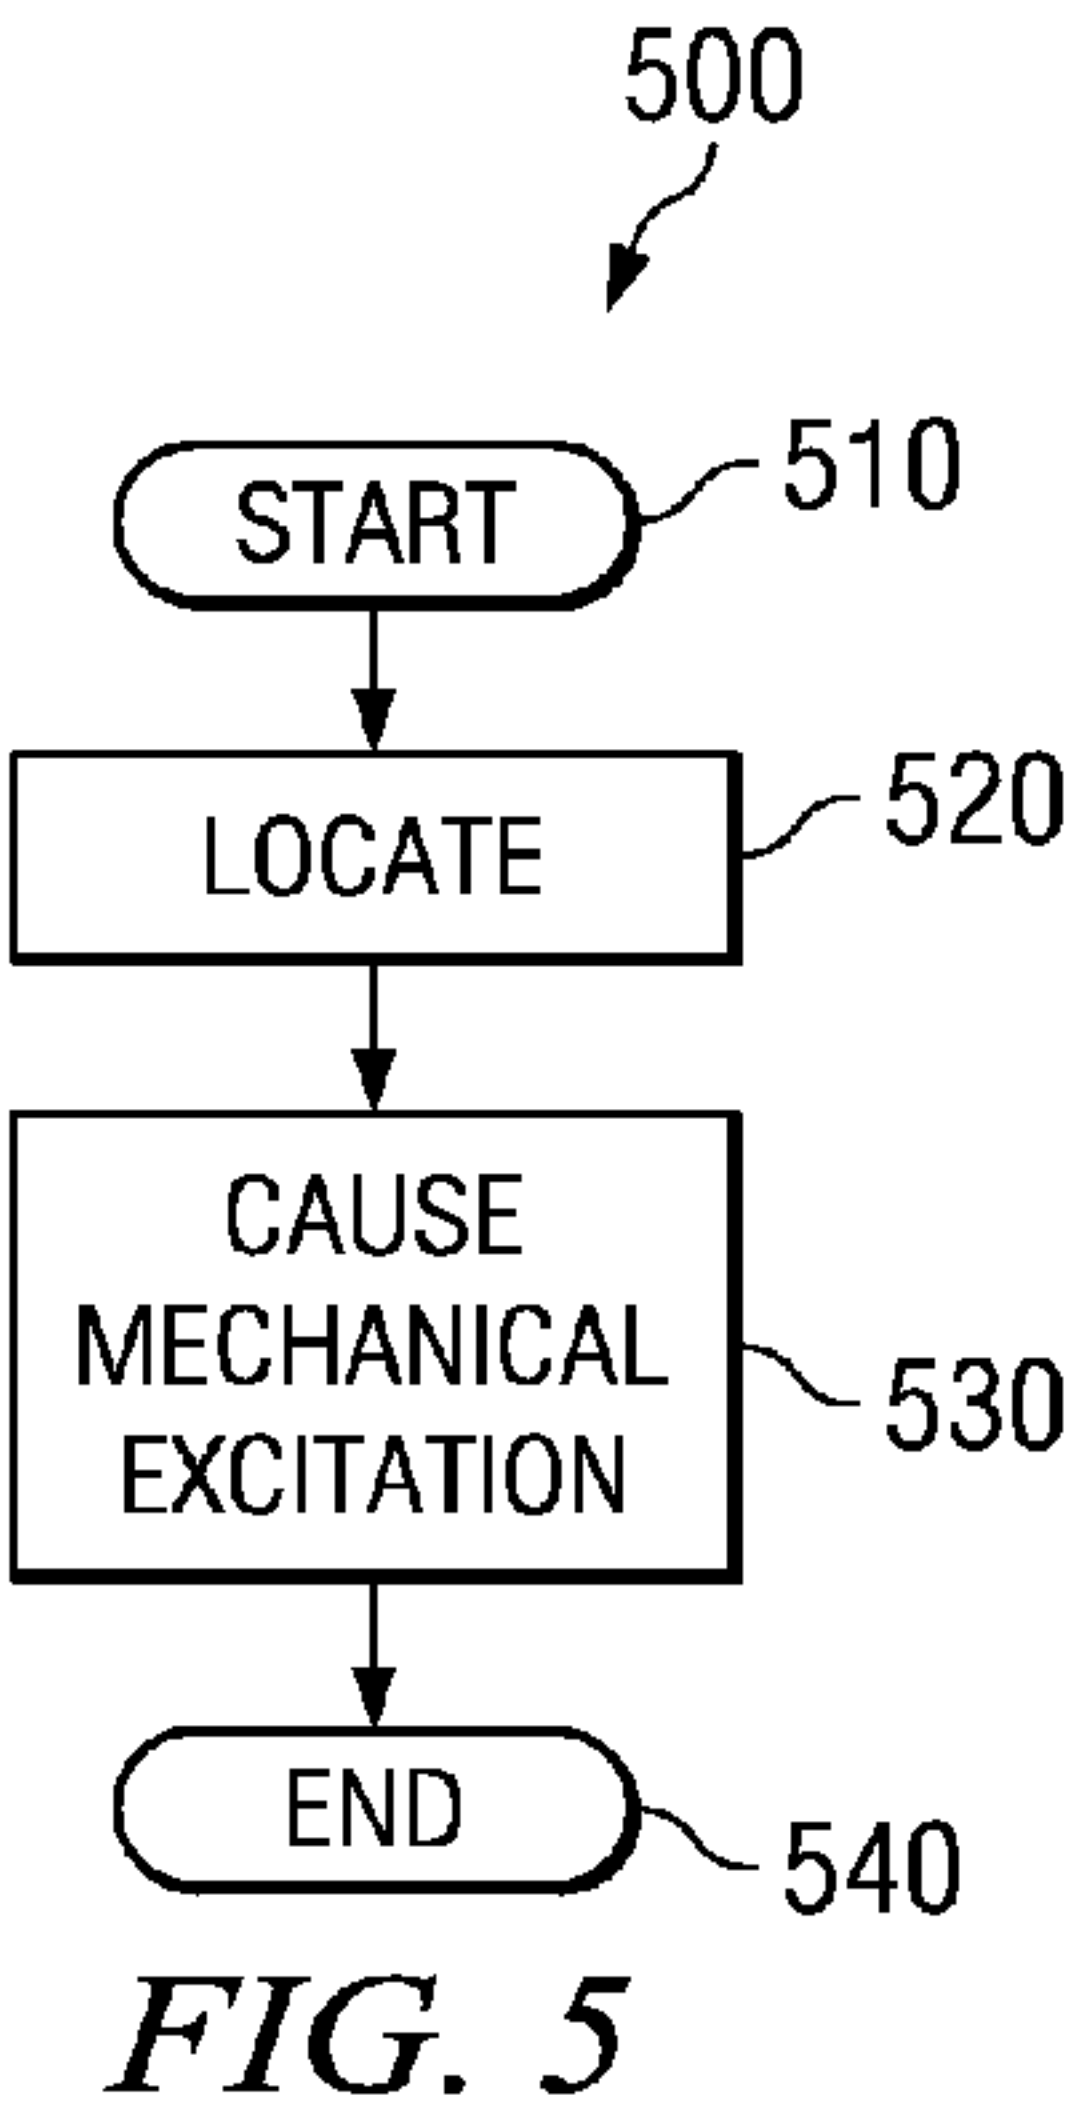 500
START
510
LOCATE
520
CAUSE
MECHANICAL
EXCITATION
530
END
540
FIG. 5